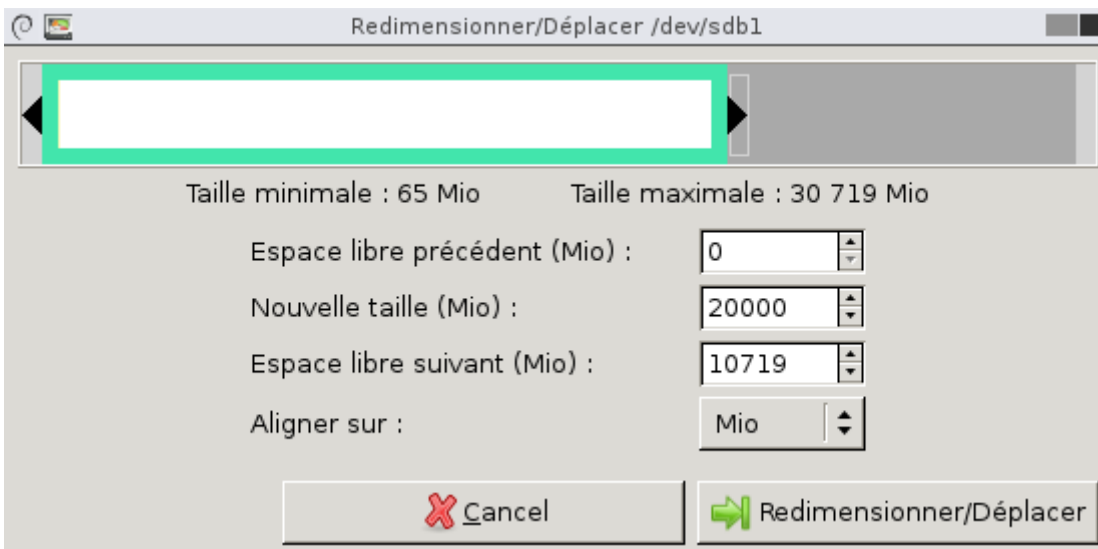 Redimensionner/Déplacer /dev/sdb1
Taille minimale : 65 Mio Taille maximale : 30 719 Mio
Espace libre précédent (Mio) : 0
Nouvelle taille (Mio) : 20000
Espace libre suivant (Mio) : 10719
Aligner sur : Mio
Cancel Redimensionner/Déplacer